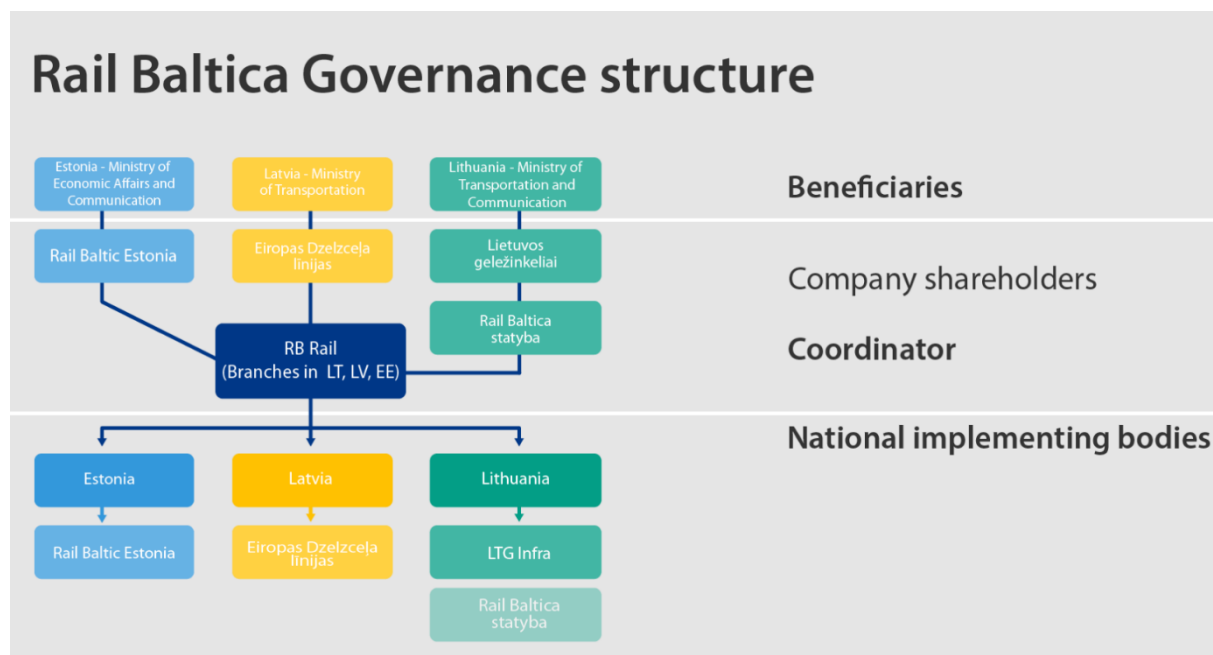 Rail Baltica Governance structure
Estonia - Ministry of
Economic Affairs and
Communication
Latvia - Ministry
of Transportation
Lithuania - Ministry of
Transportation and
Communication
Beneficiaries
Rail Baltic Estonia
Eiropas Dzelzceļa
linijas
Lietuvos
geležinkeliai
Company shareholders
Rail Baltica
statyba
RB Rail
(Branches in LT, LV, EE)
Coordinator
National implementing bodies
Estonia
Latvia
Lithuania
Rail Baltic Estonia
Eiropas Dzelzceļa
līnijas
LTG Infra
Rail Baltica
statyba